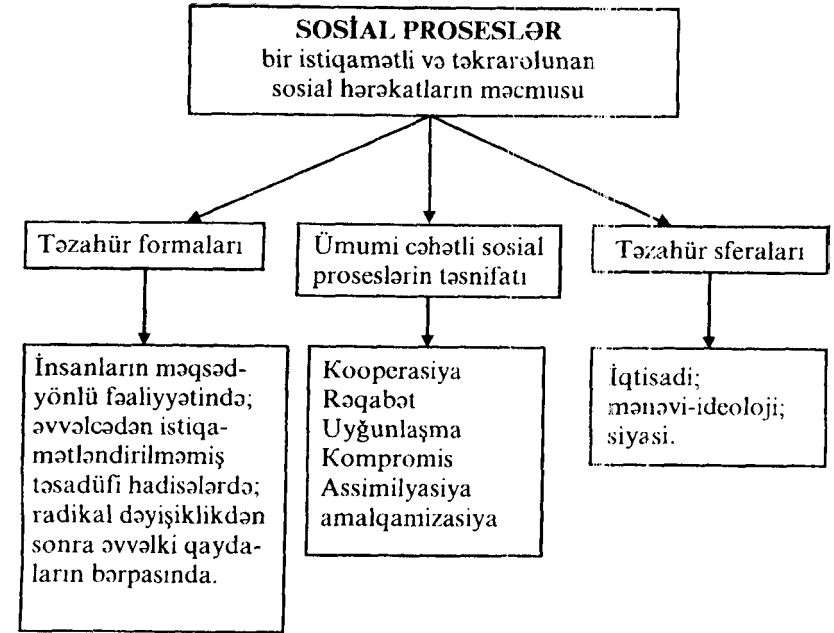 SOSİAL PROSESLƏR
bir istiqamətli və təkrarolunan
sosial hərəkatların məcmusu
Təzahür formaları
Ümumi cəhətli sosial
proseslərin təsnifatı
Təzahür sferaları
İnsanların məqsəd-
yönlü fəaliyyətində;
əvvəlcədən istiqa-
mətləndirilməmiş
təsadüfi hadisələrdə;
radikal dəyişiklikdən
sonra əvvəlki qayda-
ların bərpasında.
Kooperasiya
Rəqabət
Uyğunlaşma
Kompromis
Assimilyasiya
amalqamizasiya
İqtisadi;
mənəvi-ideoloji;
siyasi.